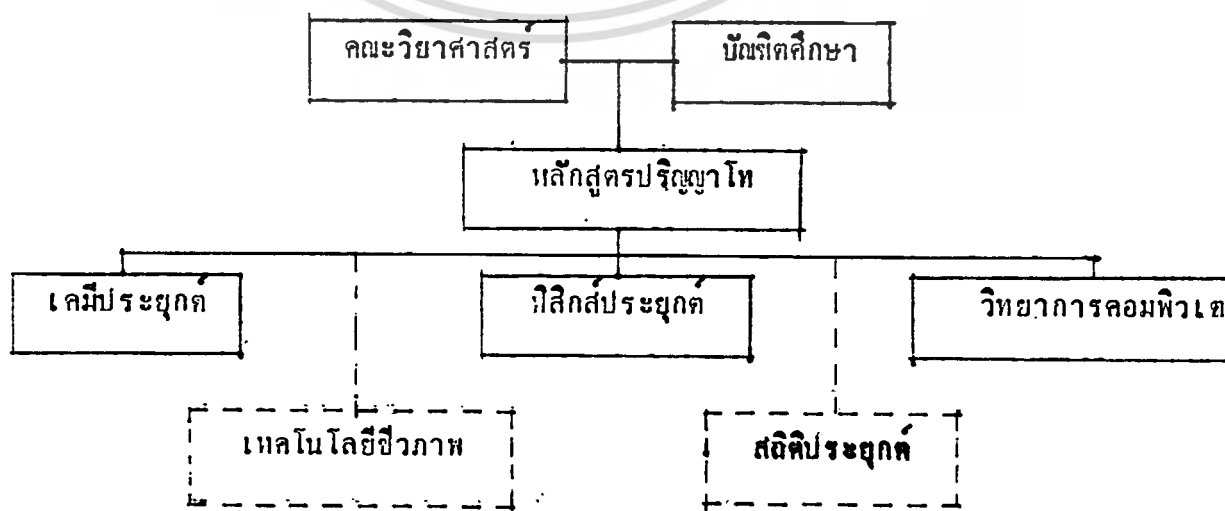 คณะวิยาศาสตร์ บัณฑิตศึกษา
หลักสูตรปริญญาโท
เคมีประยุกต์ ฟิสิกส์ประยุกต์ วิทยาการคอมพิวเต
เทคโนโลยีชีวภาพ สถิติประยุกต์